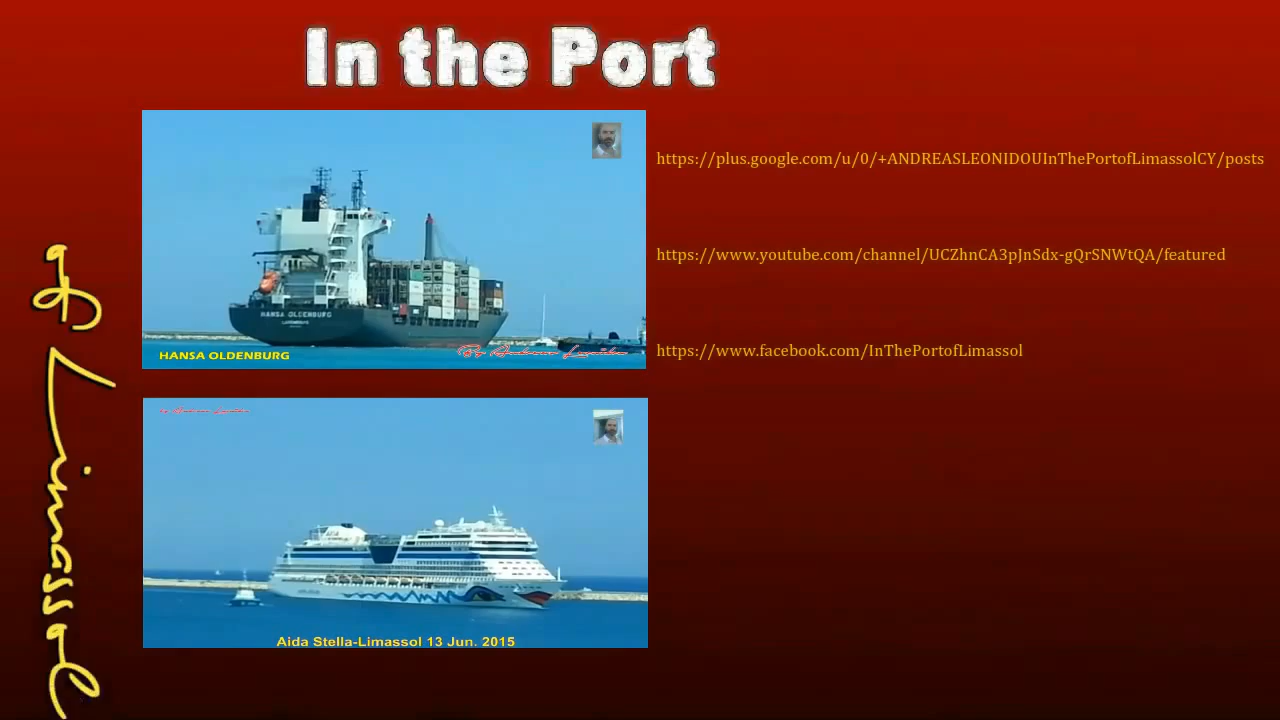 In the Port
of Limassol
https://plus.google.com/u/0/+ANDREASLEONIDOUInThePortofLimassolCY/posts
https://www.youtube.com/channel/UCZhnCA3pJnSdx-gQrSNWtQA/featured
https://www.facebook.com/InThePortofLimassol
HANSA OLDENBURG
HANSA OLDENBURG
Aida Stella-Limassol 13 Jun. 2015